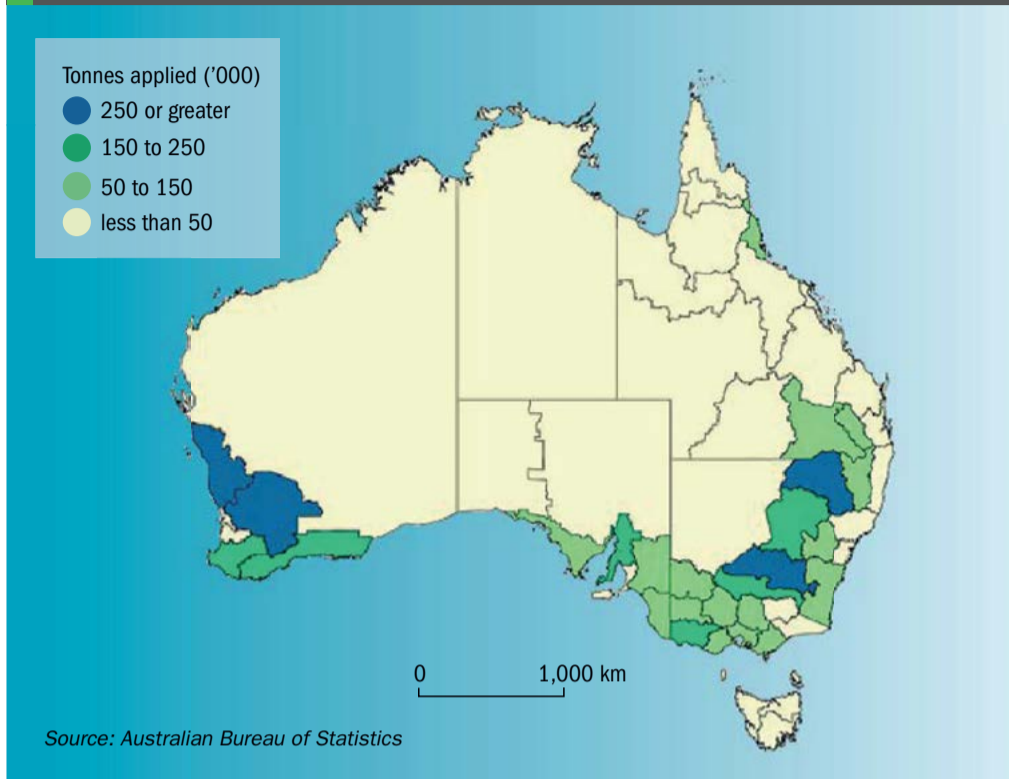 Tonnes applied (’000)
250 or greater
150 to 250
50 to 150
less than 50
0 1,000 km
Source: Australian Bureau of Statistics